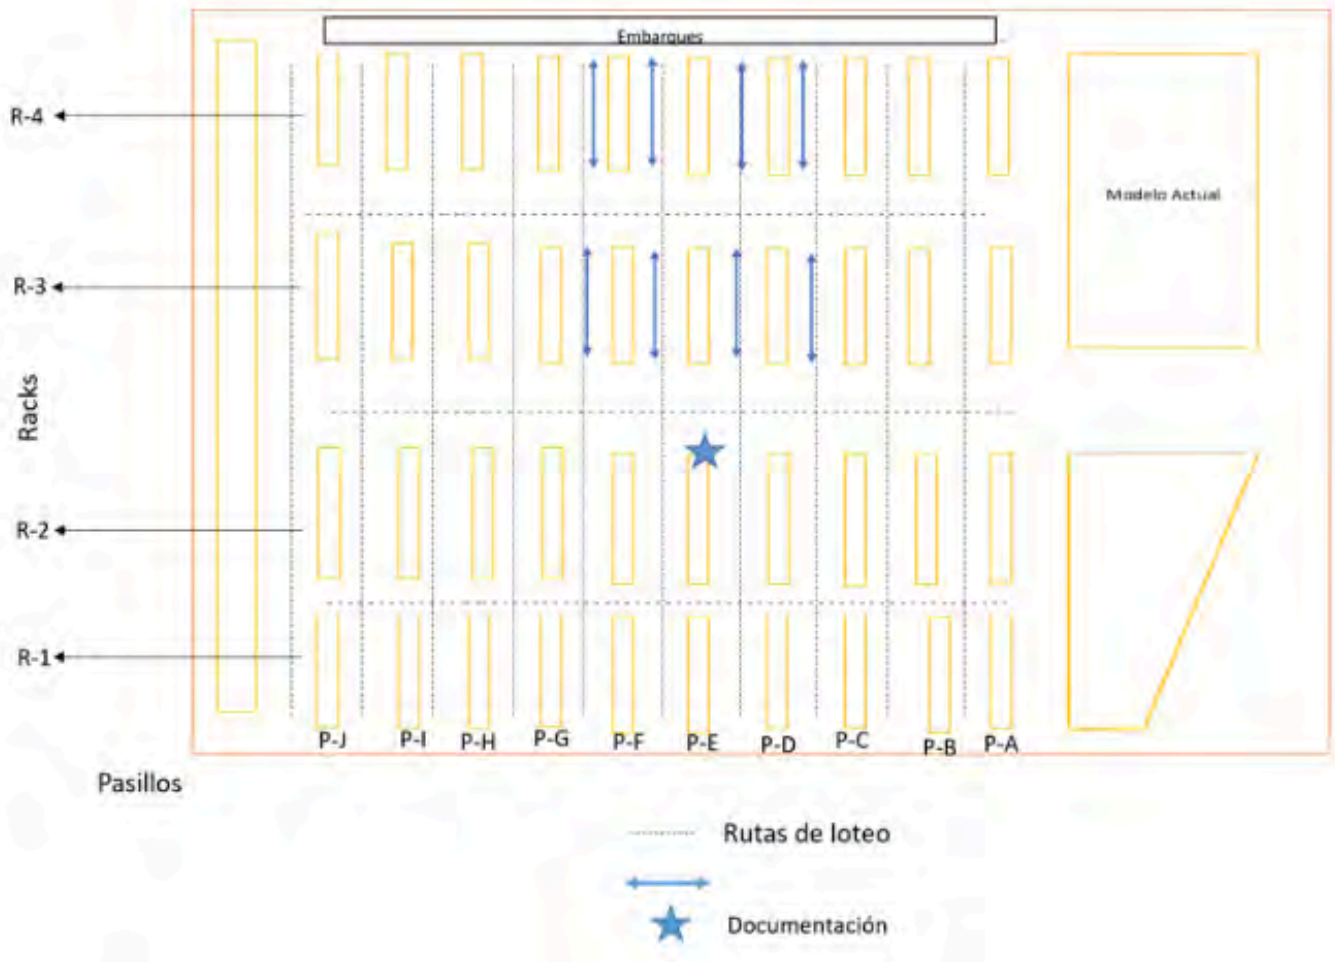 Embarques
R-4
Modelo Actual
R-3
Racks
R-2
R-1
P-J P-I P-H P-G P-F P-E P-D P-C P-B P-A
Pasillos
Rutas de loteo
Documentación